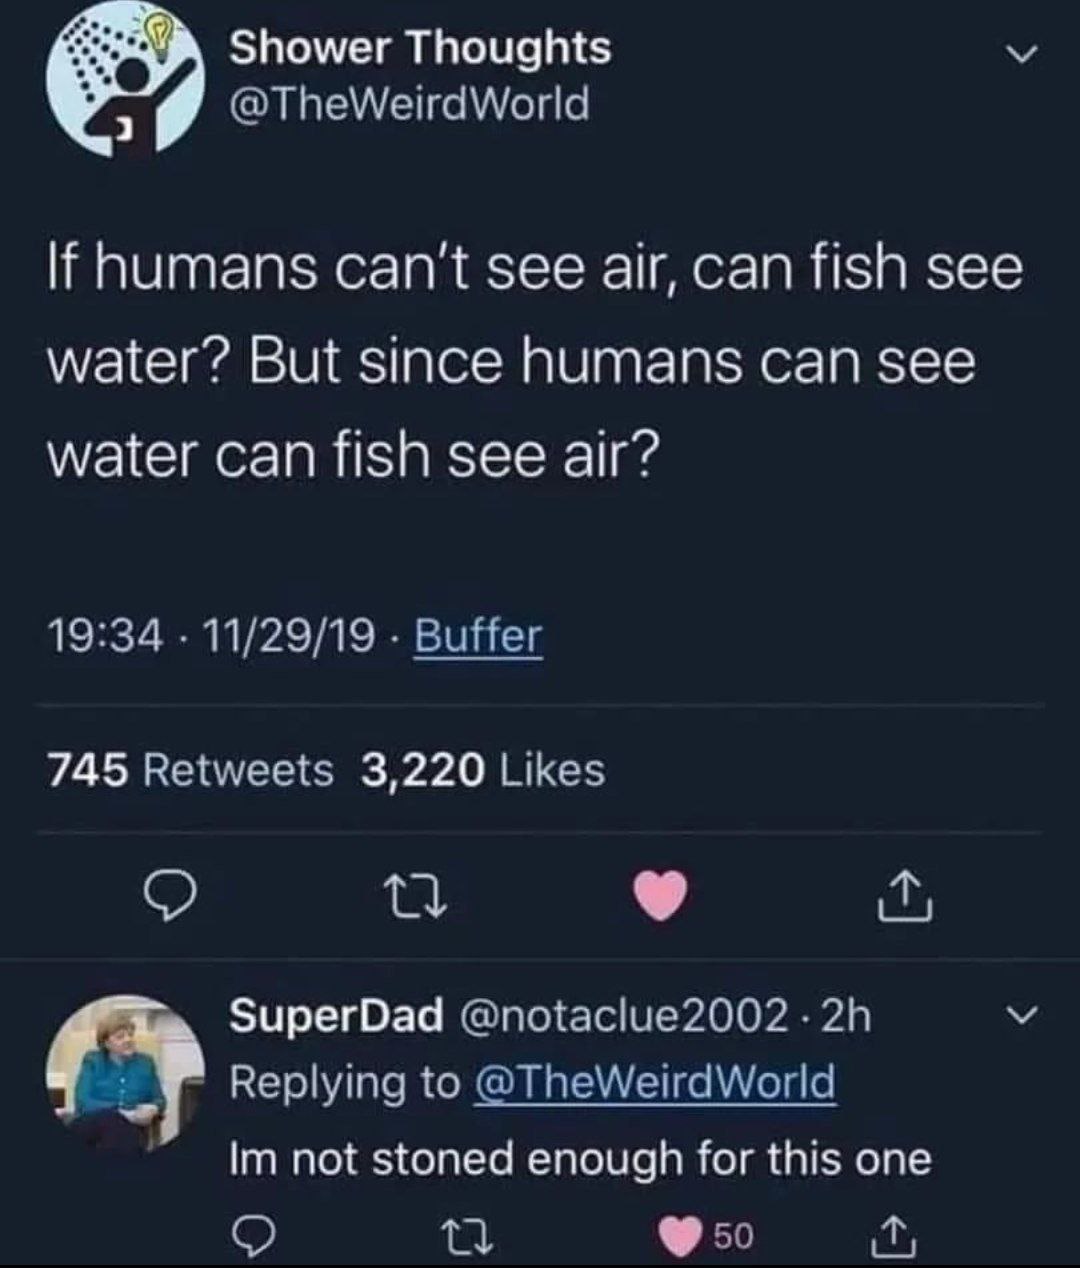 Shower Thoughts
@TheWeirdWorld
If humans can't see air, can fish see
water? But since humans can see
water can fish see air?
19:34 · 11/29/19 · Buffer
745 Retweets 3,220 Likes
SuperDad @notaclue2002 · 2h
Replying to @TheWeirdWorld
Im not stoned enough for this one
50